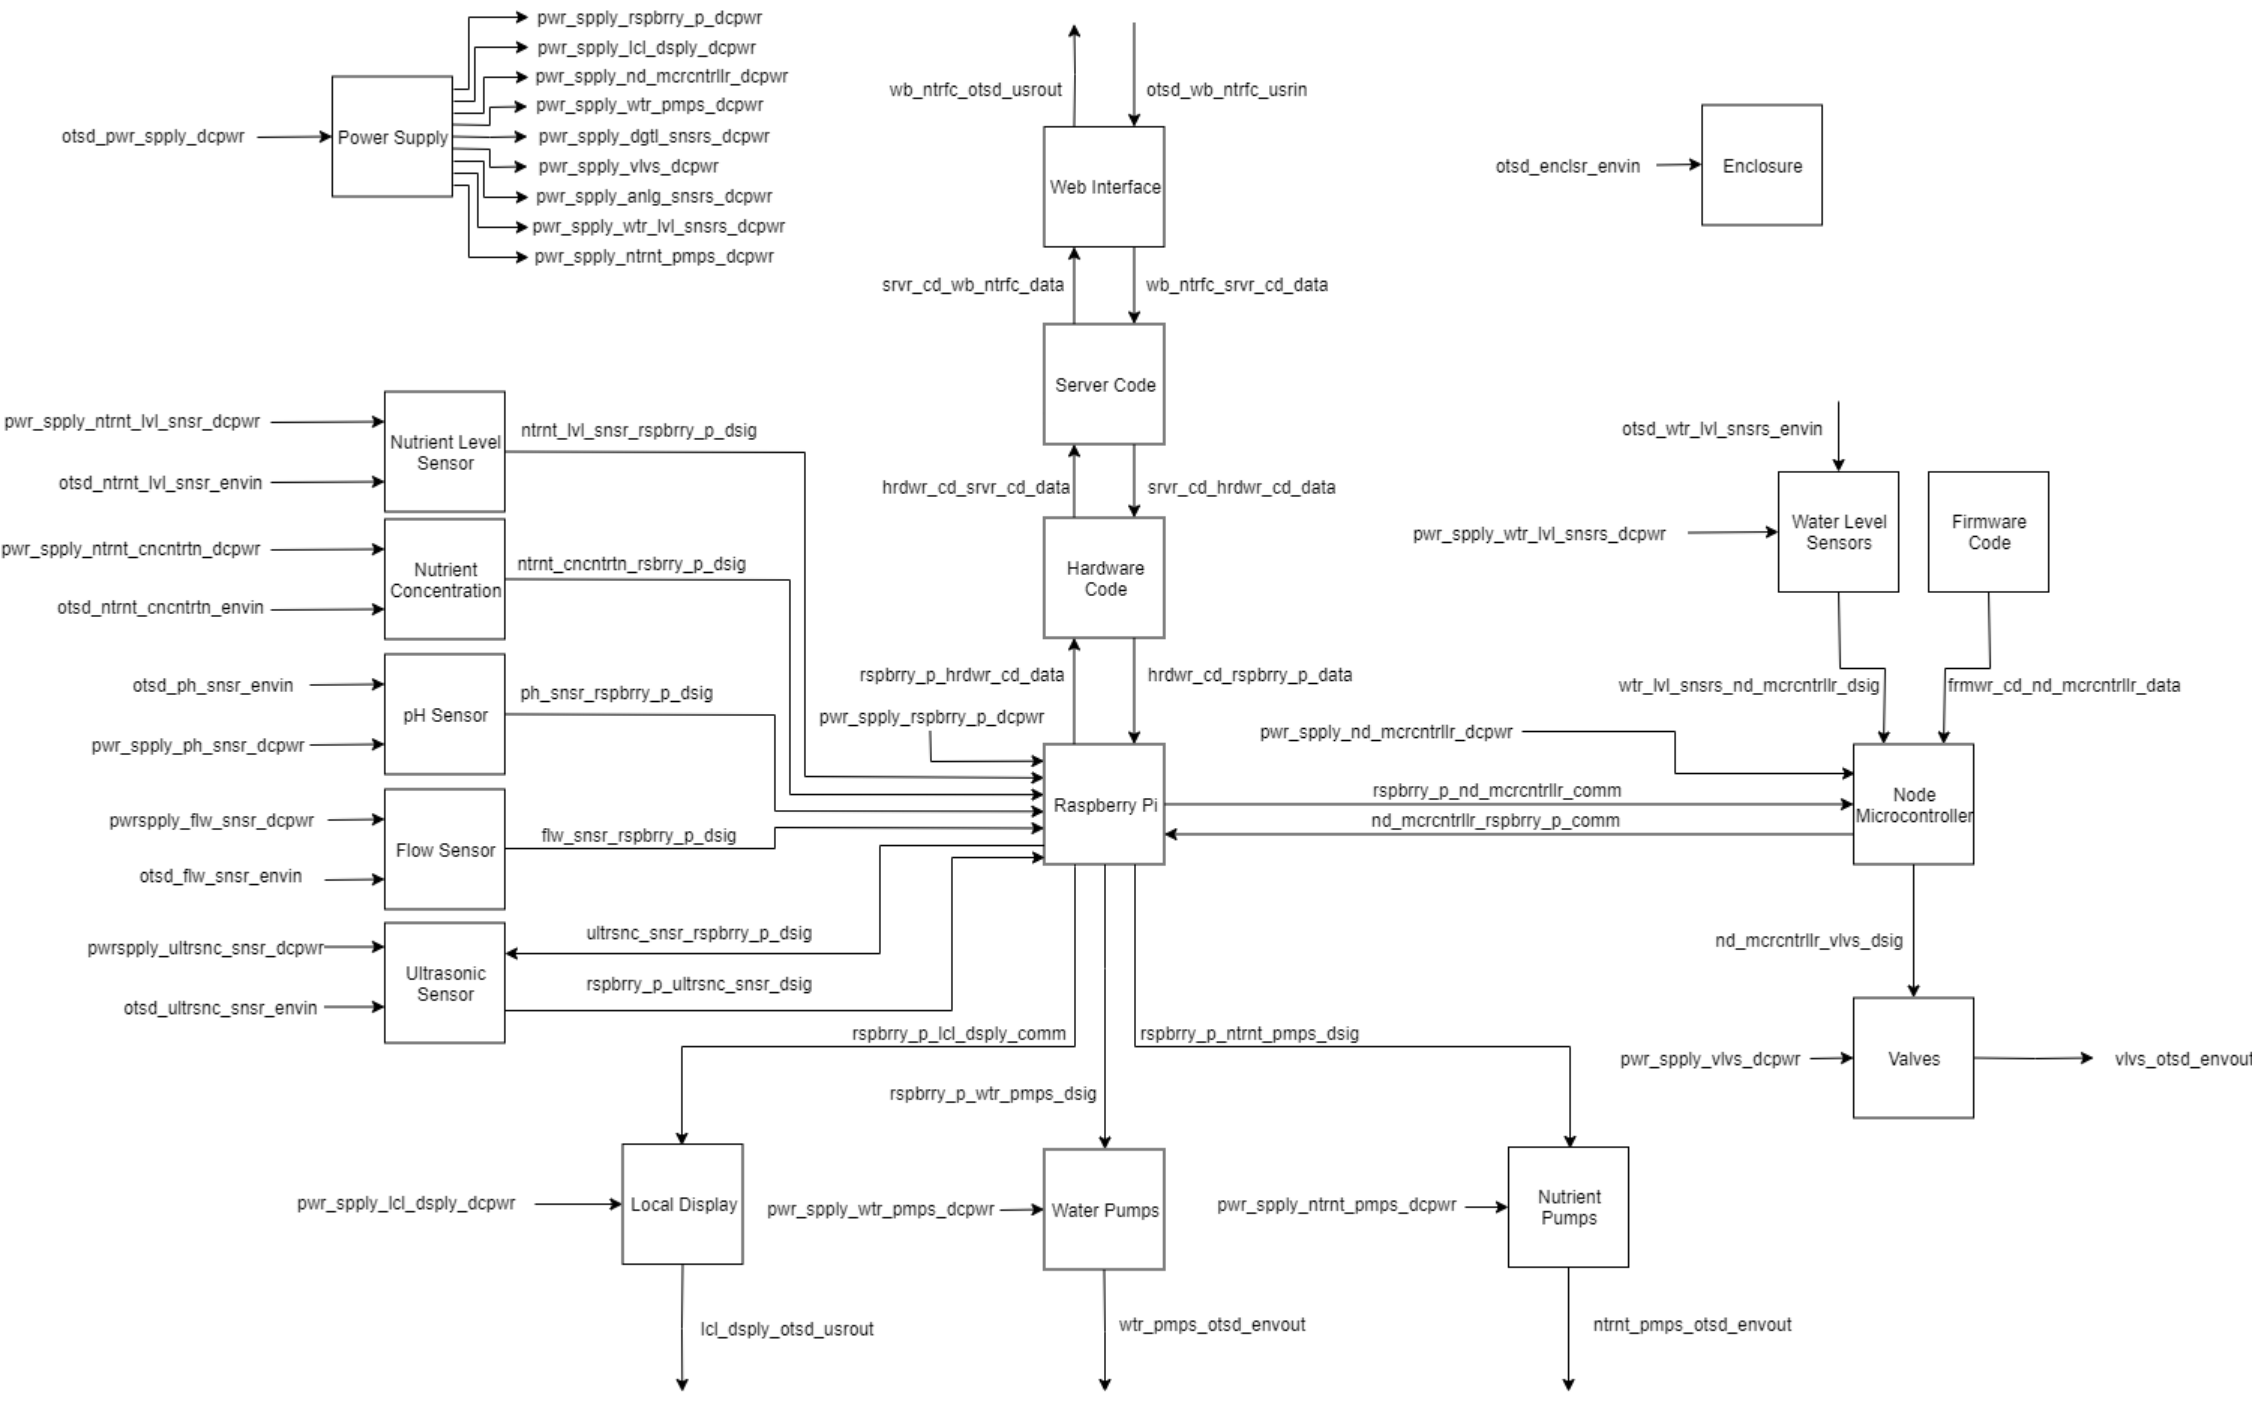 pwr_spply_rspbrry_p_dcpwr
pwr_spply_lcl_dsply_dcpwr
pwr_spply_nd_mcrcntrllr_dcpwr
pwr_spply_wtr_pmps_dcpwr
otsd_pwr_spply_dcpwr
Power Supply
pwr_spply_dgtl_snsrs_dcpwr
pwr_spply_vlvs_dcpwr
pwr_spply_anlg_snsrs_dcpwr
pwr_spply_wtr_lvl_snsrs_dcpwr
pwr_spply_ntrnt_pmps_dcpwr
wb_ntrfc_otsd_usrout
otsd_wb_ntrfc_usrin
Web Interface
otsd_enclsr_envin
Enclosure
srvr_cd_wb_ntrfc_data
wb_ntrfc_srvr_cd_data
Server Code
hrdwr_cd_srvr_cd_data
srvr_cd_hrdwr_cd_data
Hardware
Code
rspbrry_p_hrdwr_cd_data
hrdwr_cd_rspbrry_p_data
pwr_spply_rspbrry_p_dcpwr
Raspberry Pi
pwr_spply_ntrnt_lvl_snsr_dcpwr
otsd_ntrnt_lvl_snsr_envin
Nutrient Level
Sensor
ntrnt_lvl_snsr_rspbrry_p_dsig
pwr_spply_ntrnt_cncntrtn_dcpwr
otsd_ntrnt_cncntrtn_envin
Nutrient
Concentration
ntrnt_cncntrtn_rsbrry_p_dsig
otsd_ph_snsr_envin
pwr_spply_ph_snsr_dcpwr
pH Sensor
ph_snsr_rspbrry_p_dsig
pwrspply_flw_snsr_dcpwr
otsd_flw_snsr_envin
Flow Sensor
flw_snsr_rspbrry_p_dsig
pwrspply_ultrsnc_snsr_dcpwr
otsd_ultrsnc_snsr_envin
Ultrasonic
Sensor
ultrsnc_snsr_rspbrry_p_dsig
rspbrry_p_ultrsnc_snsr_dsig
otsd_wtr_lvl_snsrs_envin
pwr_spply_wtr_lvl_snsrs_dcpwr
Water Level
Sensors
Firmware
Code
wtr_lvl_snsrs_nd_mcrcntrllr_dsig
frmwr_cd_nd_mcrcntrllr_data
pwr_spply_nd_mcrcntrllr_dcpwr
rspbrry_p_nd_mcrcntrllr_comm
nd_mcrcntrllr_rspbrry_p_comm
Node
Microcontroller
nd_mcrcntrllr_vlvs_dsig
pwr_spply_vlvs_dcpwr
Valves
vlvs_otsd_envout
rspbrry_p_lcl_dsply_comm
rspbrry_p_ntrnt_pmps_dsig
rspbrry_p_wtr_pmps_dsig
pwr_spply_lcl_dsply_dcpwr
Local Display
pwr_spply_wtr_pmps_dcpwr
Water Pumps
pwr_spply_ntrnt_pmps_dcpwr
Nutrient
Pumps
lcl_dsply_otsd_usrout
wtr_pmps_otsd_envout
ntrnt_pmps_otsd_envout